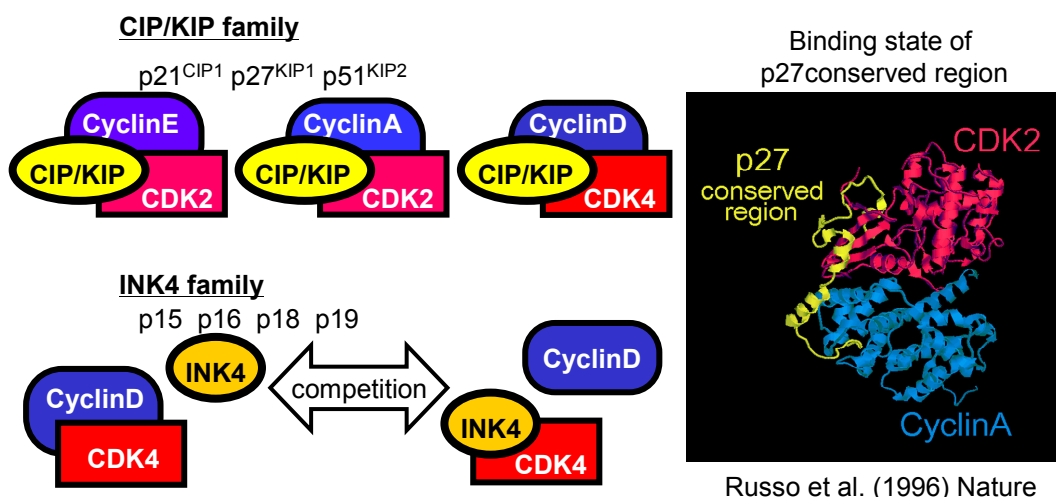 CIP/KIP family
p21CIP1 p27KIP1 p51KIP2
CyclinE
CIP/KIP
CDK2
CyclinA
CIP/KIP
CDK2
CyclinD
CIP/KIP
CDK4
INK4 family
p15 p16 p18 p19
INK4
CyclinD
CDK4
competition
CyclinD
INK4
CDK4
Binding state of
p27conserved region
CDK2
p27
conserved
region
CyclinA
Russo et al. (1996) Nature